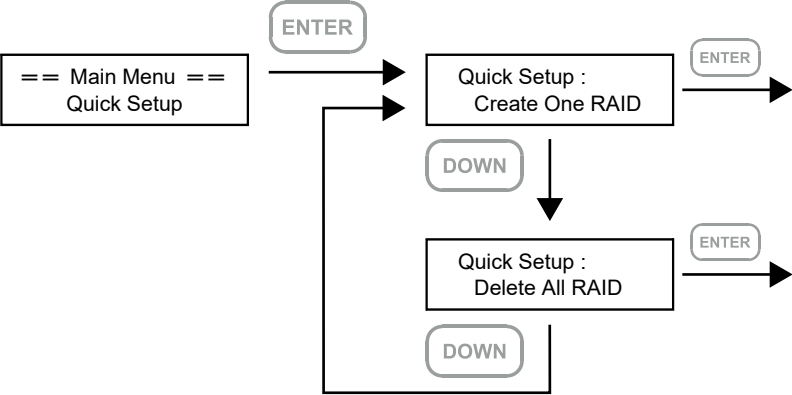 ENTER
== Main Menu ==
Quick Setup
Quick Setup :
Create One RAID
ENTER
DOWN
Quick Setup :
Delete All RAID
ENTER
DOWN